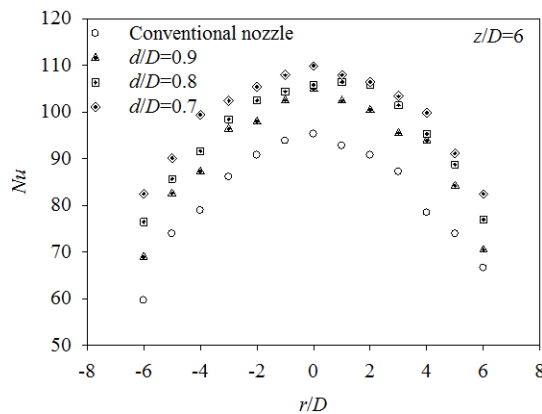 120
110
100
90
80
70
60
50
Nu
Conventional nozzle
d/D=0.9
d/D=0.8
d/D=0.7
z/D=6
-8 -6 -4 -2 0 2 4 6 8
r/D